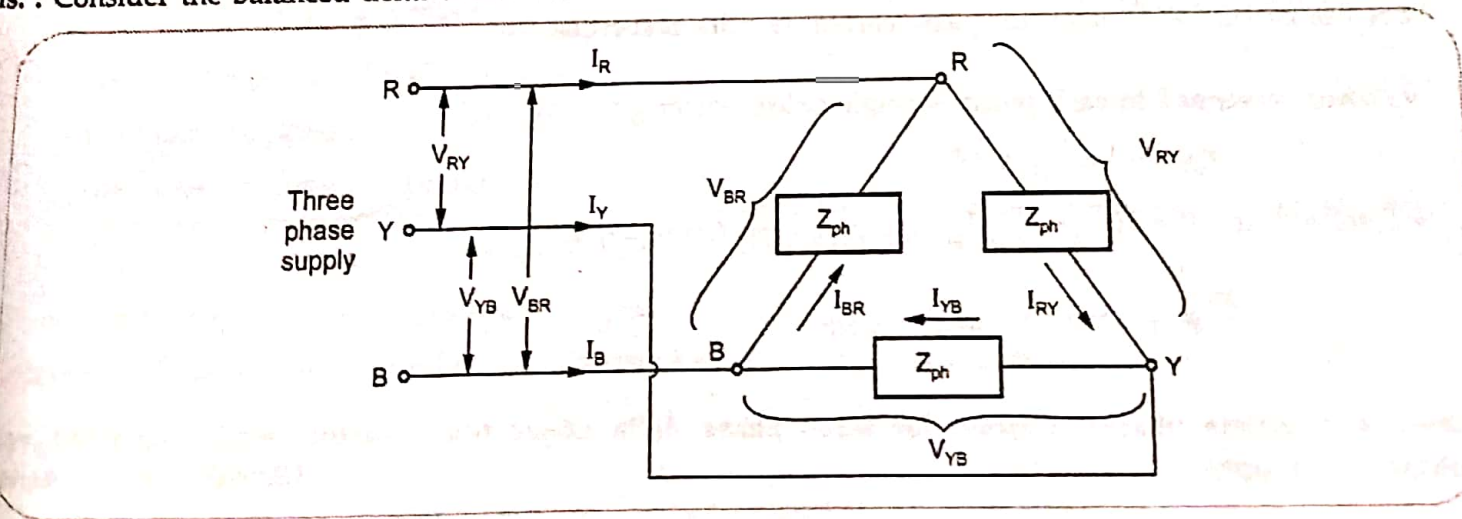 Consider the balanced
R
I_R
R
V_RY
V_RY
V_BR
Z_ph
Z_ph
Three
phase
supply
Y
I_Y
V_YB
V_BR
I_BR
I_YB
I_RY
B
I_B
B
Z_ph
Y
V_YB